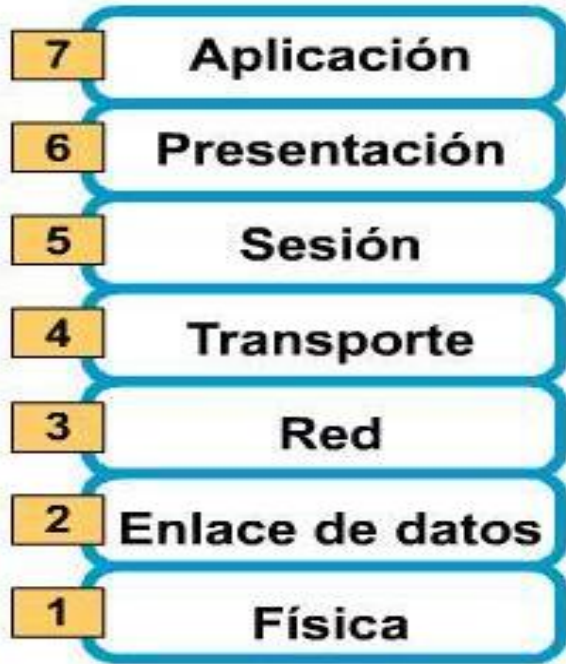 7 Aplicación
6 Presentación
5 Sesión
4 Transporte
3 Red
2 Enlace de datos
1 Física